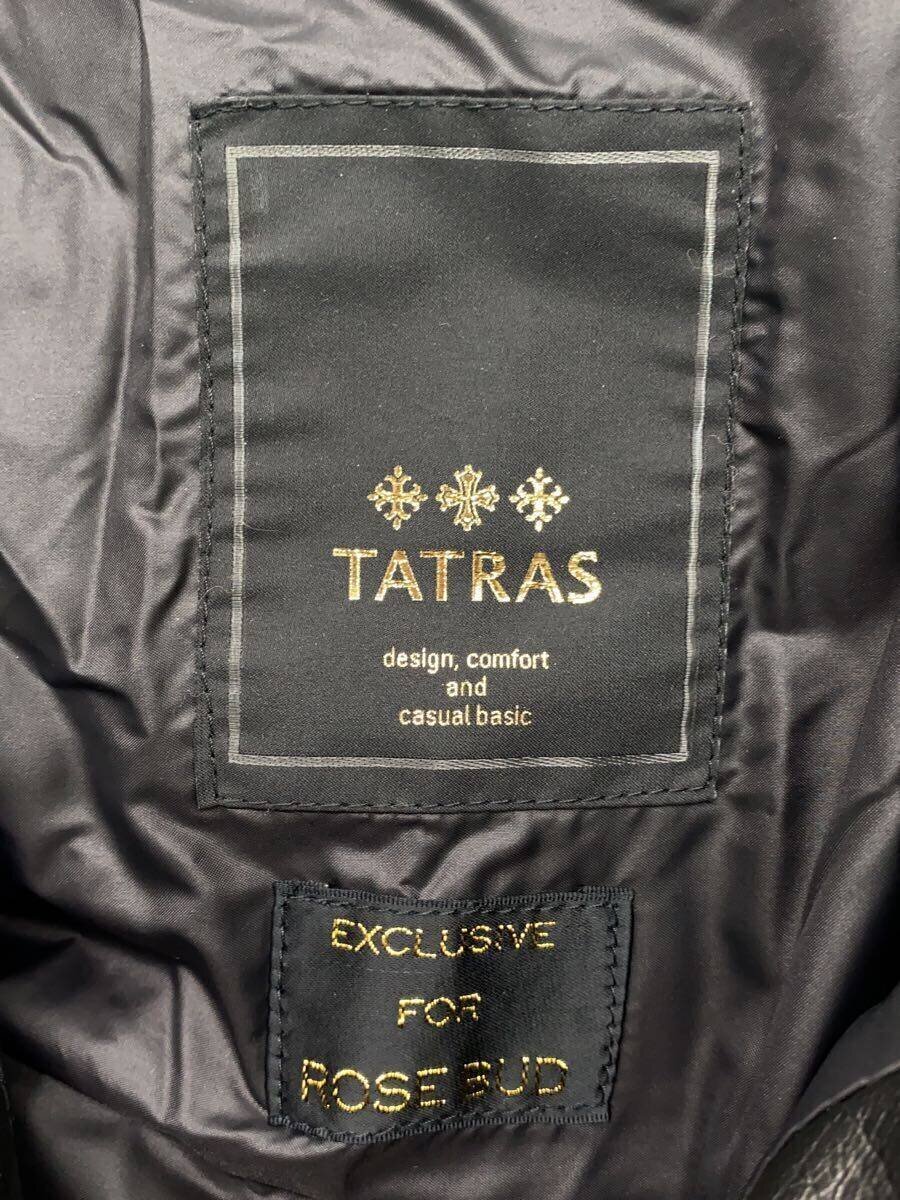 TATRAS
design, comfort
and
casual basic
EXCLUSIVE
FOR
ROSE BUD